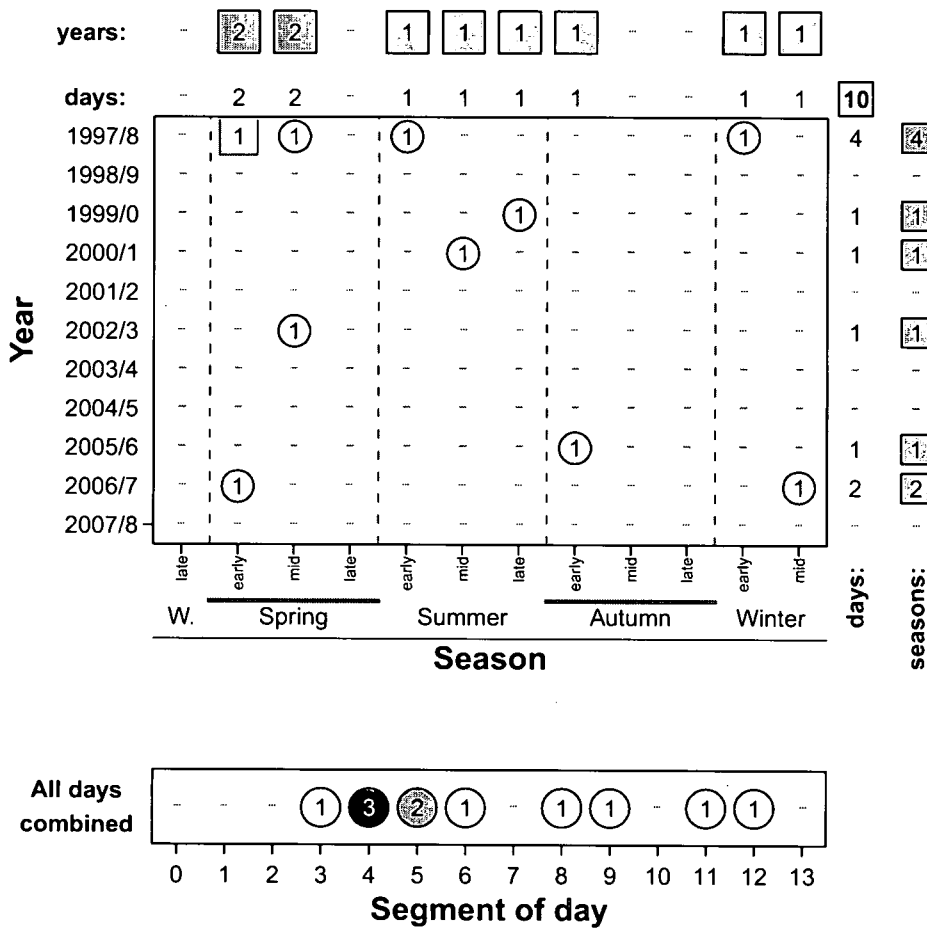 years: - 2 2 - 1 1 1 1 - - 1 1
days: - 2 2 - 1 1 1 1 - - 1 1 10
1997/8 - 1 1 - 1 - - - - - 1 - 4 4
1998/9 - - - - - - - - - - - - - -
1999/0 - - - - - - 1 - - - - - 1 1
2000/1 - - - - - 1 - - - - - - 1 1
2001/2 - - - - - - - - - - - - - -
2002/3 - - 1 - - - - - - - - - 1 1
2003/4 - - - - - - - - - - - - - -
2004/5 - - - - - - - - - - - - - -
2005/6 - - - - - - - 1 - - - - 1 1
2006/7 - 1 - - - - - - - - - 1 2 2
2007/8 - - - - - - - - - - - - - -
Year
late early mid late early mid late early mid late early mid
days:
seasons:
W. Spring Summer Autumn Winter
Season
All days
combined
- - - 1 3 2 1 - 1 1 - 1 1 -
0 1 2 3 4 5 6 7 8 9 10 11 12 13
Segment of day